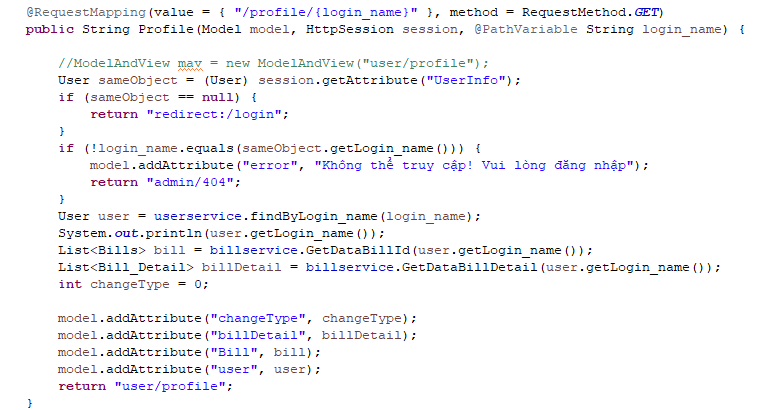 @RequestMapping(value = { "/profile/{login_name}" }, method = RequestMethod.GET)
public String Profile(Model model, HttpSession session, @PathVariable String login_name) {
//ModelAndView mav = new ModelAndView("user/profile");
User sameObject = (User) session.getAttribute("UserInfo");
if (sameObject == null) {
return "redirect:/login";
}
if (!login_name.equals(sameObject.getLogin_name())) {
model.addAttribute("error", "Không thể truy cập! Vui lòng đăng nhập");
return "admin/404";
}
User user = userservice.findByLogin_name(login_name);
System.out.println(user.getLogin_name());
List<Bills> bill = billservice.GetDataBillId(user.getLogin_name());
List<Bill_Detail> billDetail = billservice.GetDataBillDetail(user.getLogin_name());
int changeType = 0;
model.addAttribute("changeType", changeType);
model.addAttribute("billDetail", billDetail);
model.addAttribute("Bill", bill);
model.addAttribute("user", user);
return "user/profile";
}